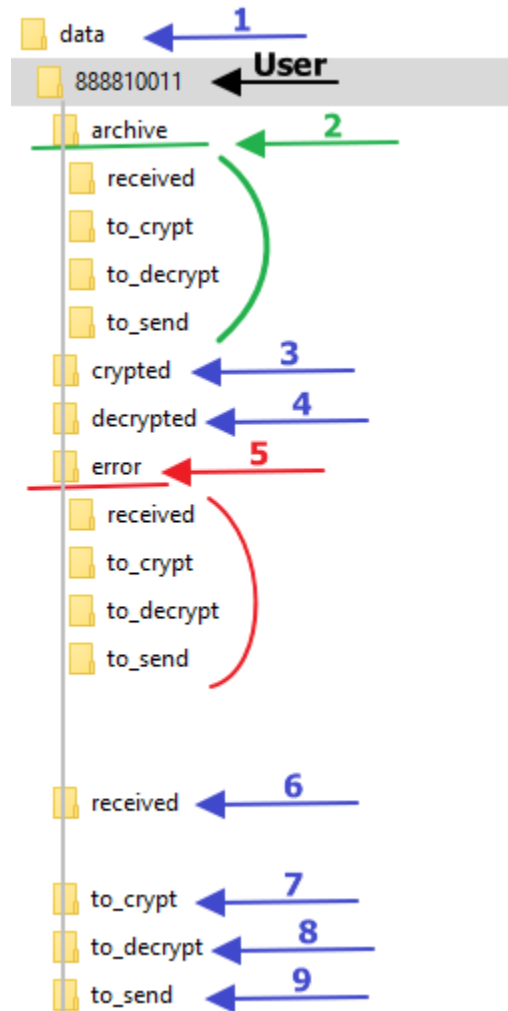 data 1
888810011 User
archive 2
received
to_crypt
to_decrypt
to_send
crypted 3
decrypted 4
error 5
received
to_crypt
to_decrypt
to_send
received 6
to_crypt 7
to_decrypt 8
to_send 9